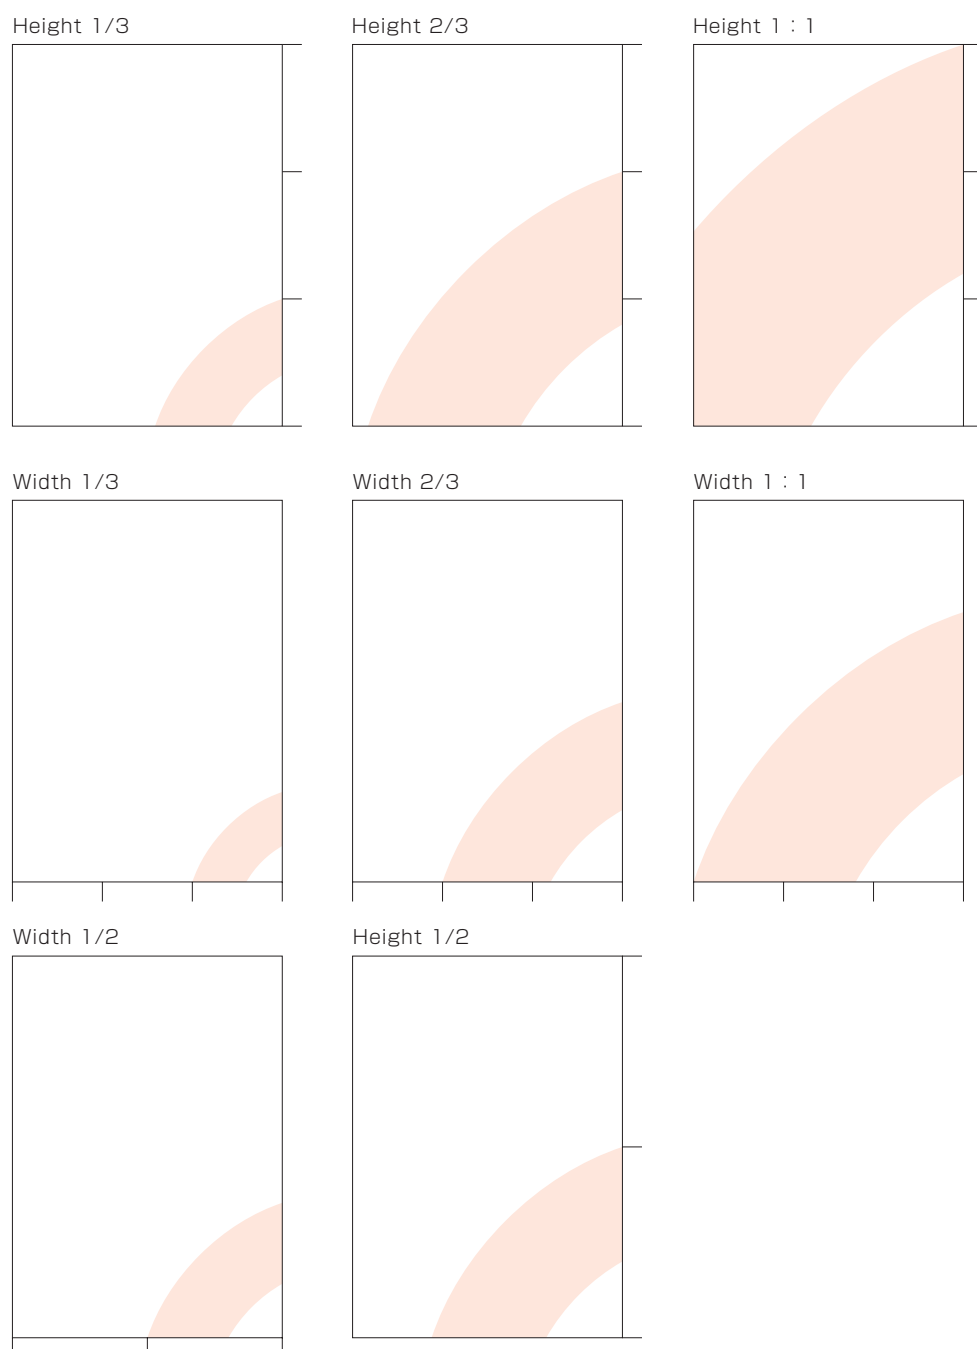 Height 1/3
Height 2/3
Height 1 : 1
Width 1/3
Width 2/3
Width 1 : 1
Width 1/2
Height 1/2